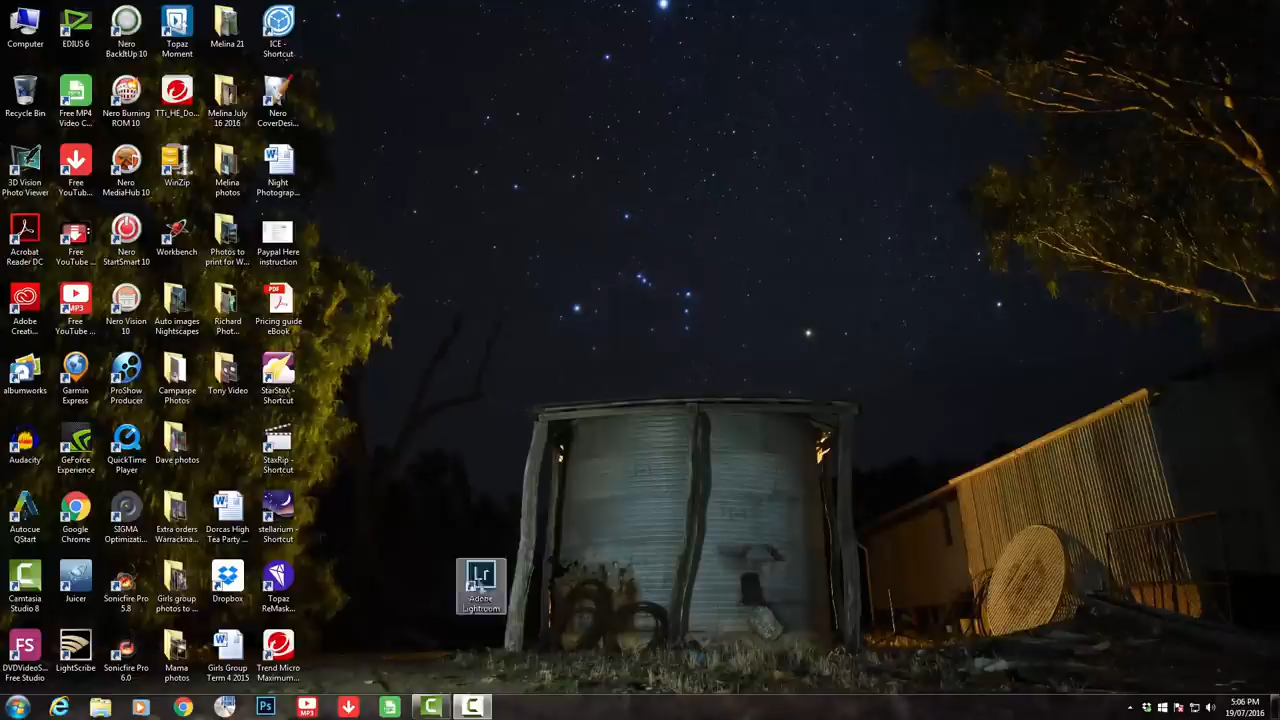 Computer
EDIUS 6
Nero
BackItUp 10
Topaz
Moment
Melina 21
ICE -
Shortcut
Recycle Bin
Free MP4
Video C...
Nero Burning
ROM 10
TTi_HE_Do...
Melina July
16 2016
Nero
CoverDesi...
3D Vision
Photo Viewer
Free
YouTub...
Nero
MediaHub 10
WinZip
Melina
photos
Night
Photograp...
Acrobat
Reader DC
Free
YouTube ...
Nero
StartSmart 10
Workbench
Photos to
print for W...
Paypal Here
instruction
Adobe
Creati...
MP3
Free
YouTube ...
Nero Vision
10
Auto images
Nightscapes
Richard
Phot...
PDF
Pricing guide
eBook
albumworks
Garmin
Express
ProShow
Producer
Campaspe
Photos
Tony Video
StarStaX -
Shortcut
Audacity
GeForce
Experience
QuickTime
Player
Dave photos
StaxRip -
Shortcut
Autocue
QStart
Google
Chrome
SIGMA
Optimizati...
Extra orders
Warrackna...
Dorcas High
Tea Party ...
stellarium -
Shortcut
Camtasia
Studio 8
Juicer
Sonicfire Pro
5.8
Girls group
photos to ...
Dropbox
Topaz
ReMask...
Lr
Adobe
Lightroom
FS
DVDVideoS...
Free Studio
LightScribe
Sonicfire Pro
6.0
Mama
photos
Girls Group
Term 4 2015
Trend Micro
Maximum...
Ps
MP3
5:06 PM
19/07/2016